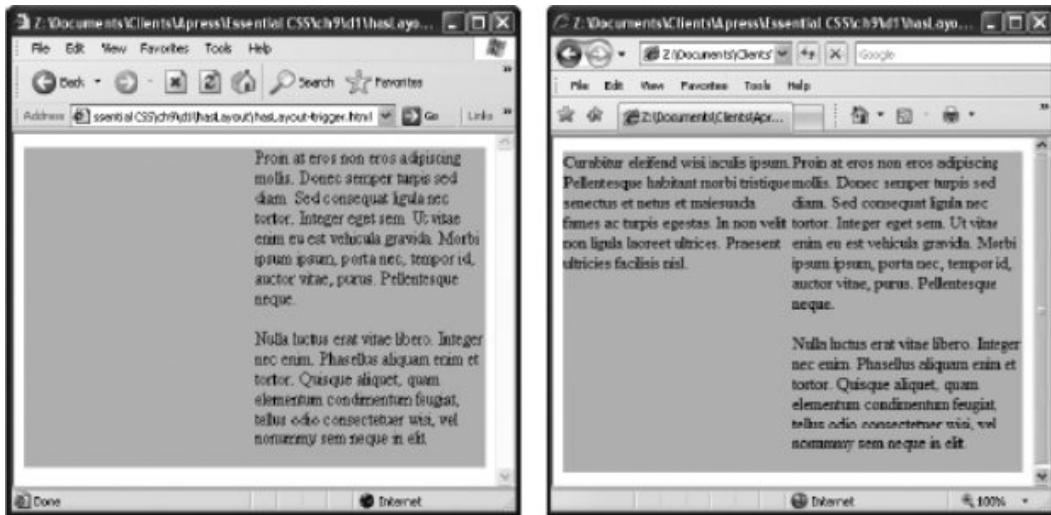 Z:\Documents\Clients\Apress\Essential CSS\ch9\d1\hasLayo...
File Edit View Favorites Tools Help
Back Search Favorites
Address ssential CSS\ch9\d1\hasLayout\hasLayout-trigger.html Go Links
Proin at eros non eros adipiscing
mollis. Donec semper turpis sed
diam. Sed consequat ligula nec
tortor. Integer eget sem. Ut vitae
enim eu est vehicula gravida. Morbi
ipsum ipsum, porta nec, tempor id,
auctor vitae, purus. Pellentesque
neque.
Nulla luctus erat vitae libero. Integer
nec enim. Phasellus aliquam enim et
tortor. Quisque aliquet, quam
elementum condimentum feugiat,
tellus odio consectetuer wisi, vel
nonummy sem neque in elit.
Done Internet
Z:\Documents\Clients\Apress\Essential CSS\ch9\d1\hasLayo...
Z:\Documents\Clients\ Google
File Edit View Favorites Tools Help
Z:\Documents\Clients\Apr...
Curabitur eleifend wisi iaculis ipsum.
Pellentesque habitant morbi tristique
senectus et netus et malesuada
fames ac turpis egestas. In non velit
non ligula laoreet ultrices. Praesent
ultricies facilisis nisl.
Proin at eros non eros adipiscing
mollis. Donec semper turpis sed
diam. Sed consequat ligula nec
tortor. Integer eget sem. Ut vitae
enim eu est vehicula gravida. Morbi
ipsum ipsum, porta nec, tempor id,
auctor vitae, purus. Pellentesque
neque.
Nulla luctus erat vitae libero. Integer
nec enim. Phasellus aliquam enim et
tortor. Quisque aliquet, quam
elementum condimentum feugiat,
tellus odio consectetuer wisi, vel
nonummy sem neque in elit.
Internet 100%